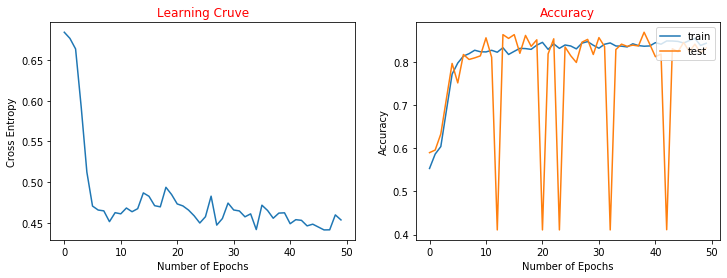 Learning Cruve
Cross Entropy
0.65
0.60
0.55
0.50
0.45
0
10
20
30
40
50
Number of Epochs
Accuracy
Accuracy
0.8
0.7
0.6
0.5
0.4
0
10
20
30
40
50
Number of Epochs
train
test